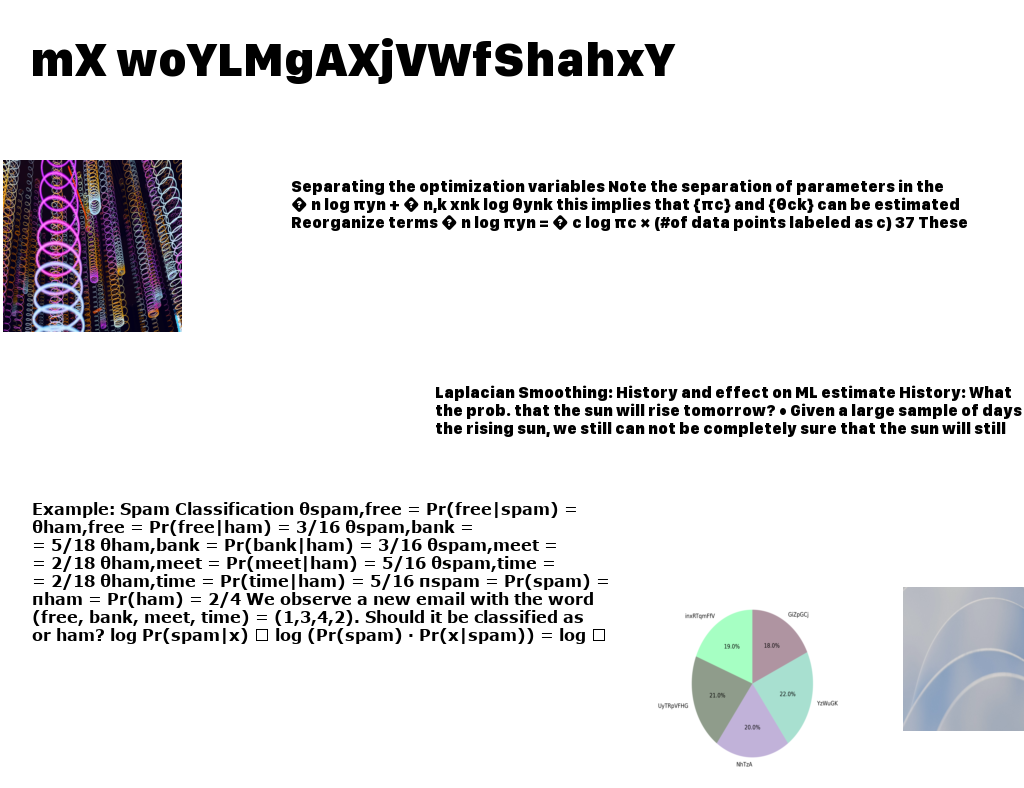 mX woYLMgAXjVWfShahxY
Separating the optimization variables Note the separation of parameters in the
� n log πyn + � n,k xnk log θynk this implies that {πc} and {θck} can be estimated
Reorganize terms � n log πyn = � c log πc × (#of data points labeled as c) 37 These
Laplacian Smoothing: History and effect on ML estimate History: What
the prob. that the sun will rise tomorrow? • Given a large sample of days
the rising sun, we still can not be completely sure that the sun will still
Example: Spam Classification θspam,free = Pr(free|spam) =
θham,free = Pr(free|ham) = 3/16 θspam,bank =
= 5/18 θham,bank = Pr(bank|ham) = 3/16 θspam,meet =
= 2/18 θham,meet = Pr(meet|ham) = 5/16 θspam,time =
= 2/18 θham,time = Pr(time|ham) = 5/16 πspam = Pr(spam) =
πham = Pr(ham) = 2/4 We observe a new email with the word
(free, bank, meet, time) = (1,3,4,2). Should it be classified as
or ham? log Pr(spam|x) □ log (Pr(spam) · Pr(x|spam)) = log □
inxRTqmFfV
GiZpGCj
19.0%
18.0%
21.0%
22.0%
UyTRpVFHG
YzWuGK
20.0%
NhTzA